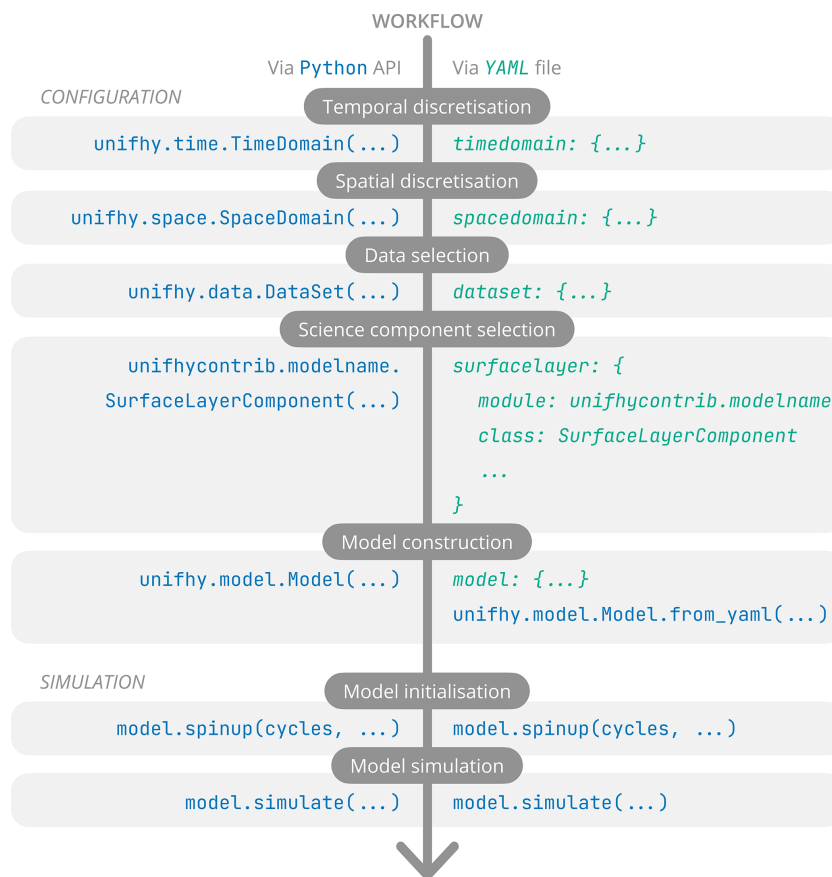 WORKFLOW
Via Python API
Via YAML file
CONFIGURATION
Temporal discretisation
unifhy.time.TimeDomain(...)
timedomain: {...}
Spatial discretisation
unifhy.space.SpaceDomain(...)
spacedomain: {...}
Data selection
unifhy.data.DataSet(...)
dataset: {...}
Science component selection
unifhycontrib.modelname.
SurfaceLayerComponent(...)
surfacelayer: {
module: unifhycontrib.modelname
class: SurfaceLayerComponent
...
}
Model construction
unifhy.model.Model(...)
model: {...}
unifhy.model.Model.from_yaml(...)
SIMULATION
Model initialisation
model.spinup(cycles, ...)
model.spinup(cycles, ...)
Model simulation
model.simulate(...)
model.simulate(...)